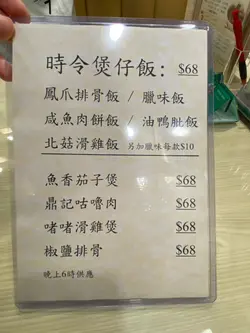 時令煲仔飯: $68
鳳爪排骨飯 / 臘味飯
咸魚肉餅飯 / 油鴨髀飯
北菇滑雞飯 另加臘味每款$10
魚香茄子煲 $68
鼎記咕嚕肉 $68
啫啫滑雞煲 $68
椒鹽排骨 $68
晚上6時供應